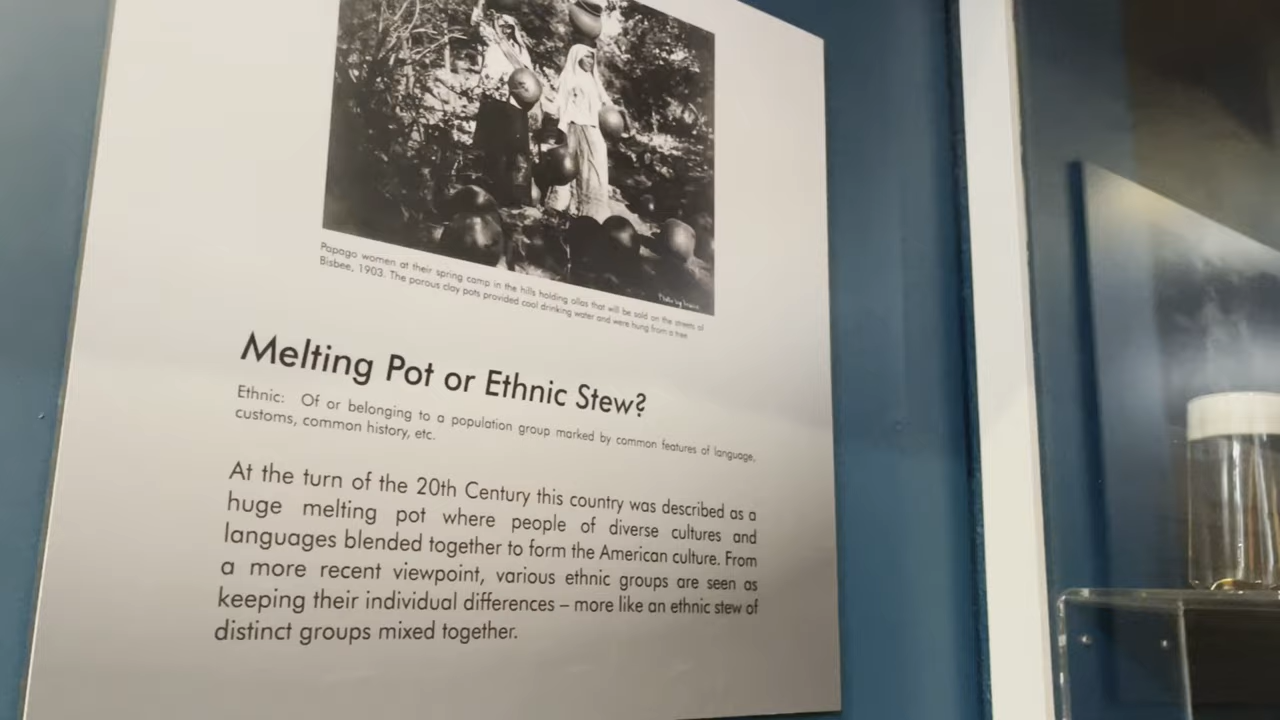 Papago women at their spring camp in the hills holding ollas that will be sold on the streets of
Bisbee, 1903. The porous clay pots provided cool drinking water and were hung from a tree
Melting Pot or Ethnic Stew?
Ethnic: Of or belonging to a population group marked by common features of language,
customs, common history, etc.
At the turn of the 20th Century this country was described as a
huge melting pot where people of diverse cultures and
languages blended together to form the American culture. From
a more recent viewpoint, various ethnic groups are seen as
keeping their individual differences – more like an ethnic stew of
distinct groups mixed together.